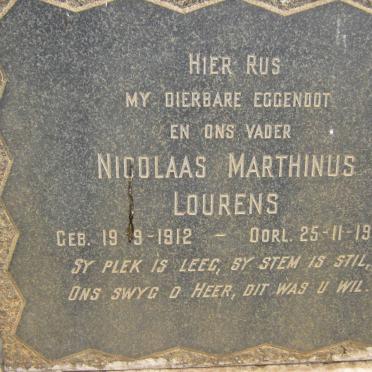 HIER RUS
MY DIERBARE EGGENOOT
EN ONS VADER
NICOLAAS MARTHINUS
LOURENS
GEB. 19 -9-1912 – OORL. 25-11-19
SY PLEK IS LEEG, SY STEM IS STIL,
ONS SWYG O HEER, DIT WAS U WIL.